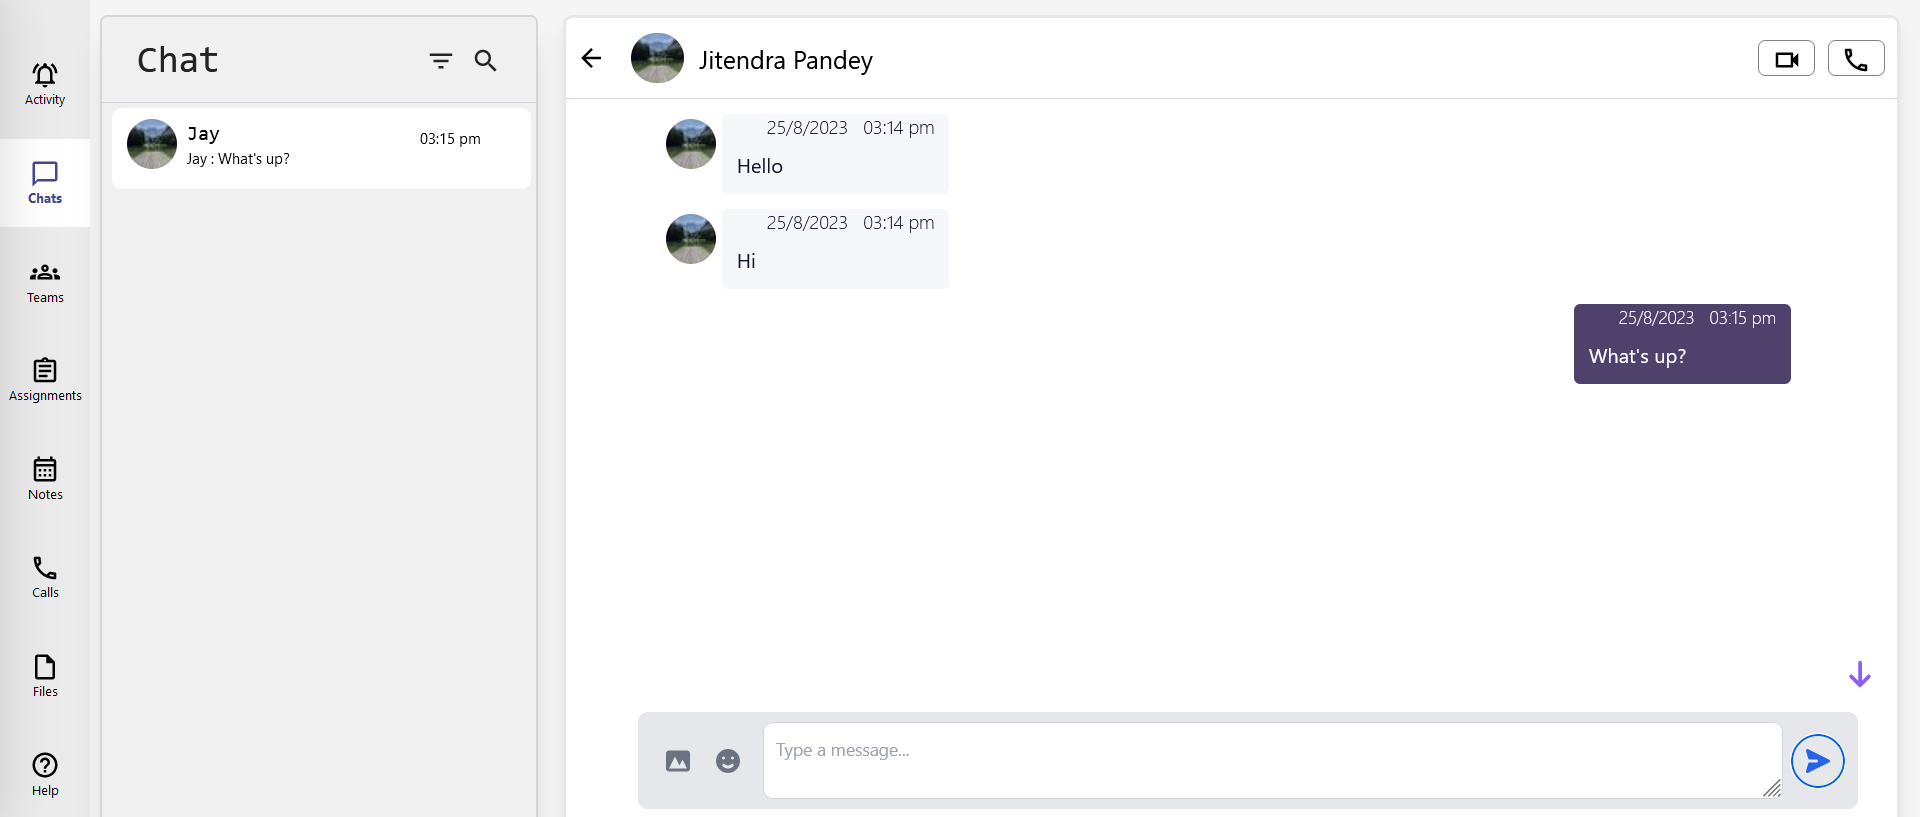 Activity
Chats
Teams
Assignments
Notes
Calls
Files
Help
Chat
Jay
03:15 pm
Jay : What's up?
Jitendra Pandey
25/8/2023 03:14 pm
Hello
25/8/2023 03:14 pm
Hi
25/8/2023 03:15 pm
What's up?
Type a message...